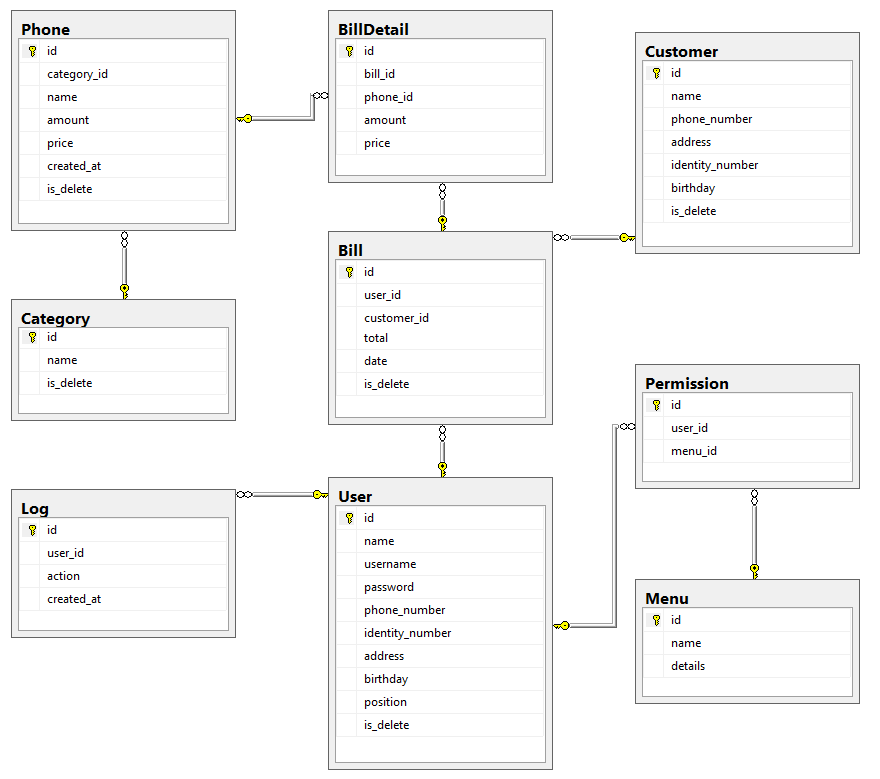 Phone
id
category_id
name
amount
price
created_at
is_delete
BillDetail
id
bill_id
phone_id
amount
price
Customer
id
name
phone_number
address
identity_number
birthday
is_delete
Category
id
name
is_delete
Bill
id
user_id
customer_id
total
date
is_delete
Permission
id
user_id
menu_id
Log
id
user_id
action
created_at
User
id
name
username
password
phone_number
identity_number
address
birthday
position
is_delete
Menu
id
name
details